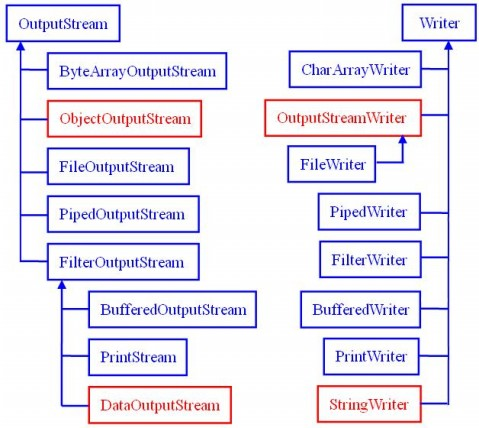 OutputStream
ByteArrayOutputStream
ObjectOutputStream
FileOutputStream
PipedOutputStream
FilterOutputStream
BufferedOutputStream
PrintStream
DataOutputStream
Writer
CharArrayWriter
OutputStreamWriter
FileWriter
PipedWriter
FilterWriter
BufferedWriter
PrintWriter
StringWriter